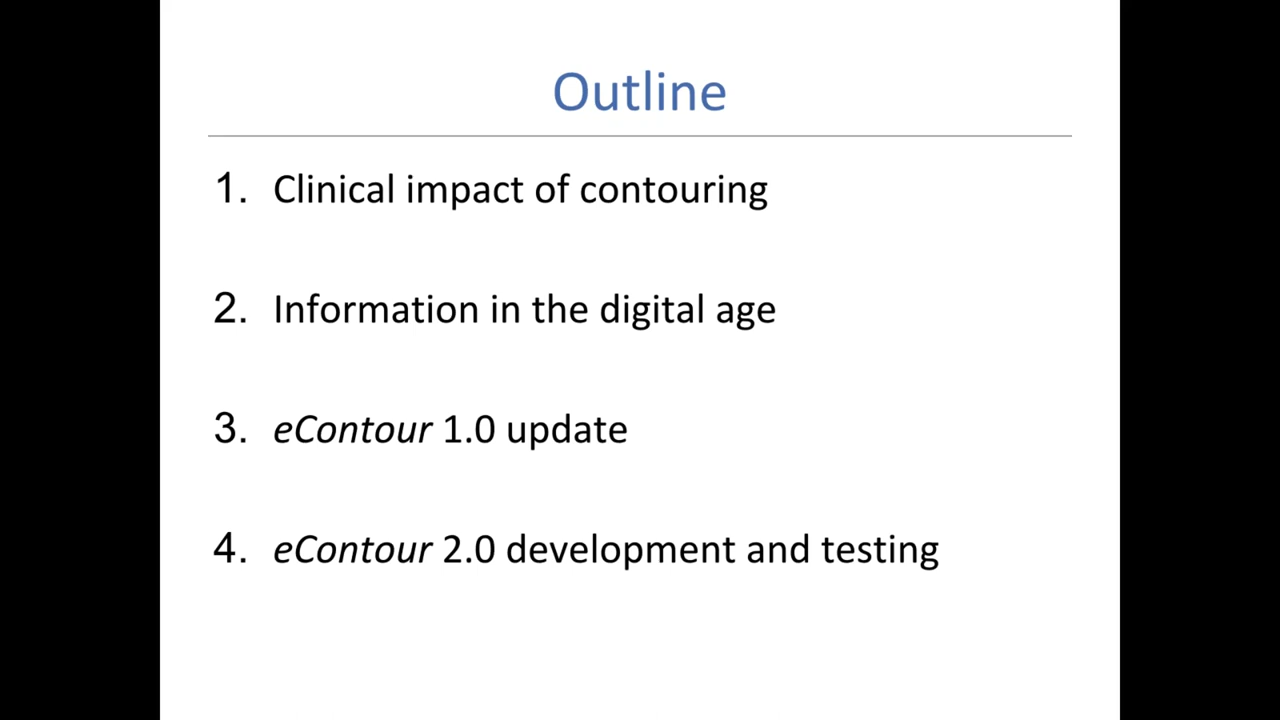 Outline
1. Clinical impact of contouring
2. Information in the digital age
3. eContour 1.0 update
4. eContour 2.0 development and testing